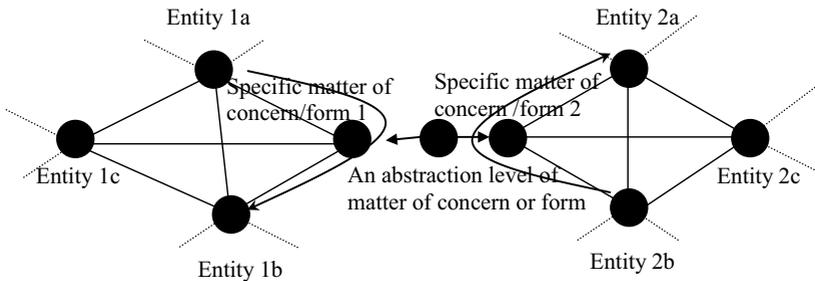 Entity 1a
Entity 2a
Specific matter of
concern/form 1
Specific matter of
concern /form 2
Entity 1c
An abstraction level of
matter of concern or form
Entity 2c
Entity 1b
Entity 2b